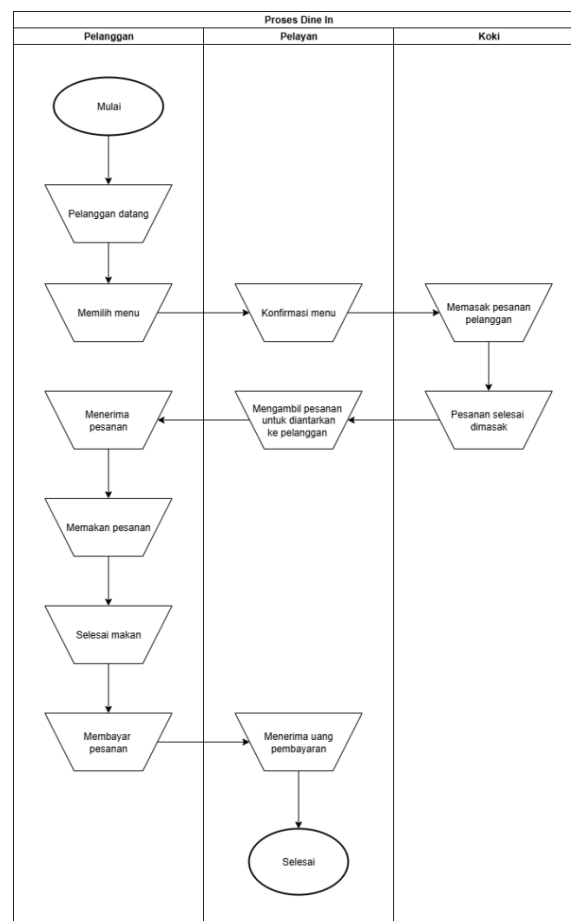 Proses Dine In
Pelanggan
Pelayan
Koki
Mulai
Pelanggan datang
Memilih menu
Konfirmasi menu
Memasak pesanan
pelanggan
Menerima
pesanan
Mengambil pesanan
untuk diantarkan
ke pelanggan
Pesanan selesai
dimasak
Memakan pesanan
Selesai makan
Membayar
pesanan
Menerima uang
pembayaran
Selesai